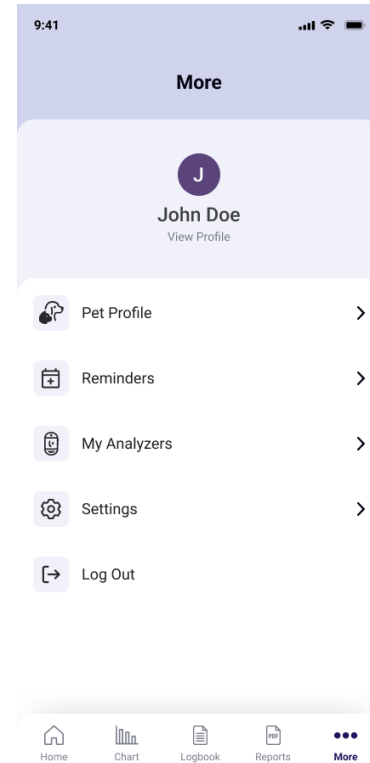 9:41
More
J
John Doe
View Profile
Pet Profile
Reminders
My Analyzers
Settings
Log Out
PDF
Home Chart Logbook Reports More